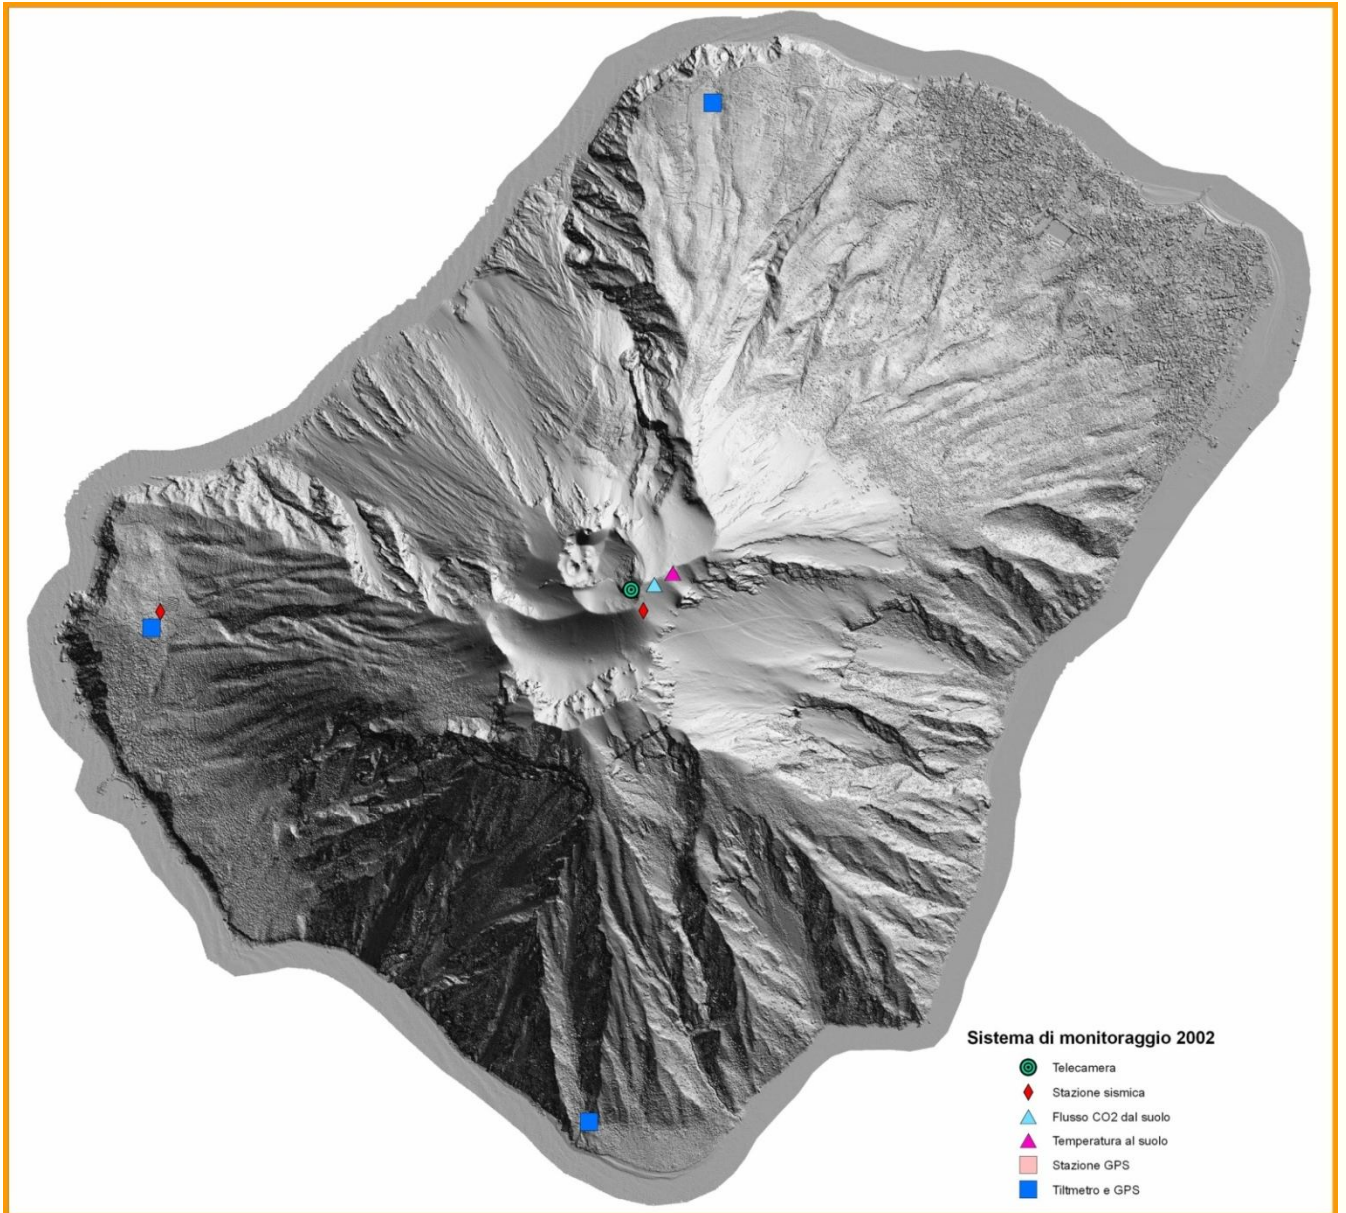 Sistema di monitoraggio 2002
Telecamera
Stazione sismica
Flusso CO2 dal suolo
Temperatura al suolo
Stazione GPS
Tiltmetro e GPS